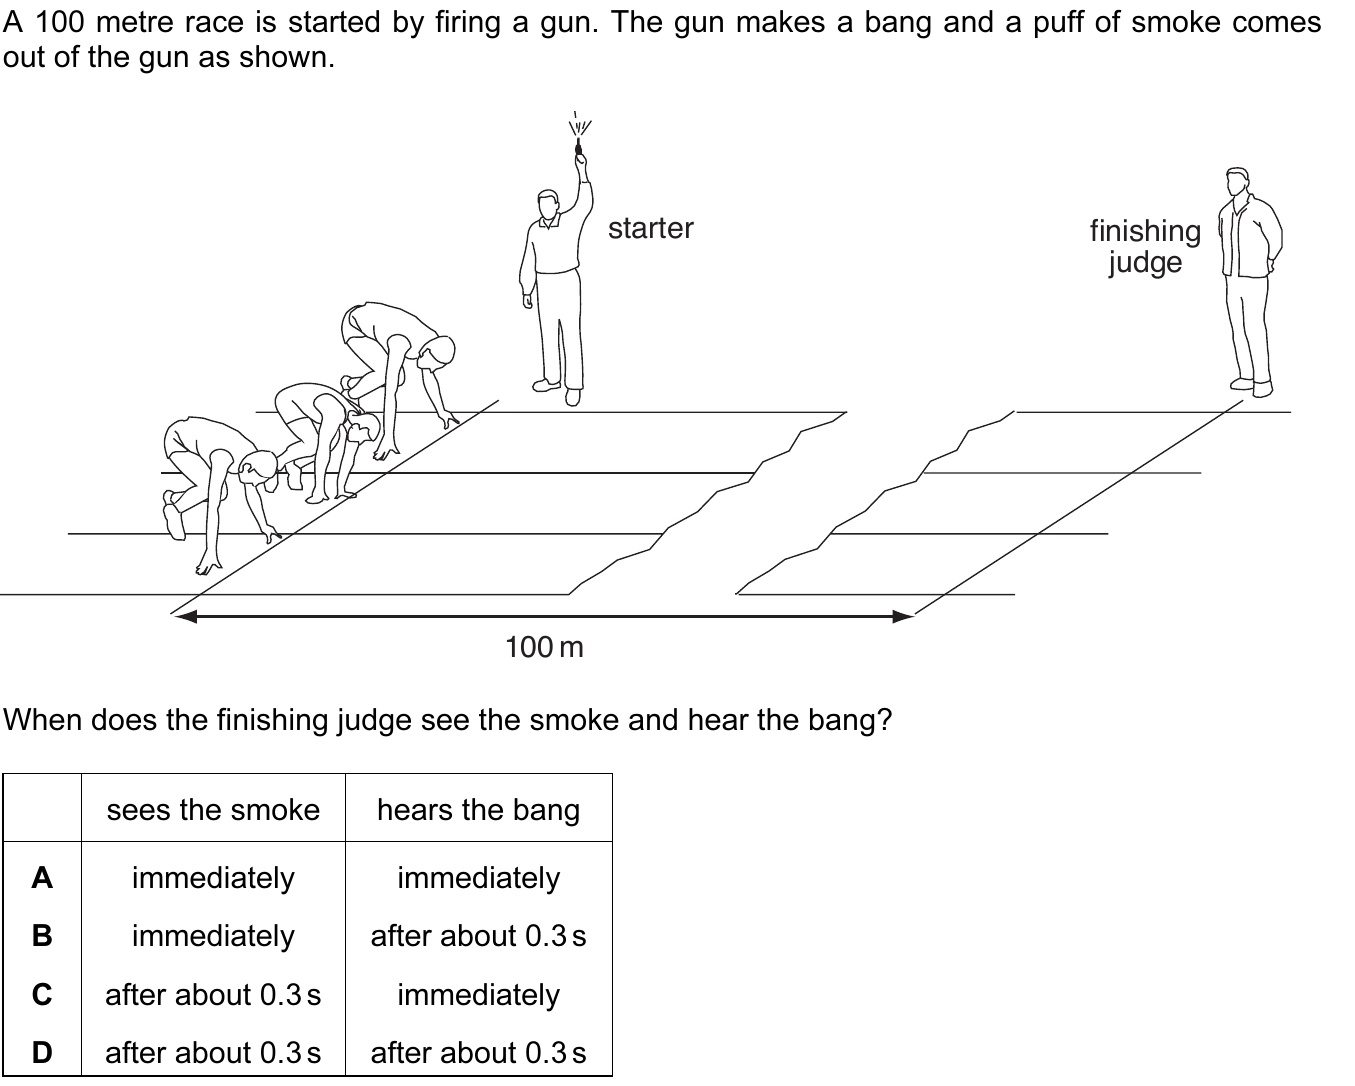 A 100 metre race is started by firing a gun. The gun makes a bang and a puff of smoke comes
out of the gun as shown.
starter
finishing
judge
100 m
When does the finishing judge see the smoke and hear the bang?
sees the smoke hears the bang
A immediately immediately
B immediately after about 0.3 s
C after about 0.3 s immediately
D after about 0.3 s after about 0.3 s